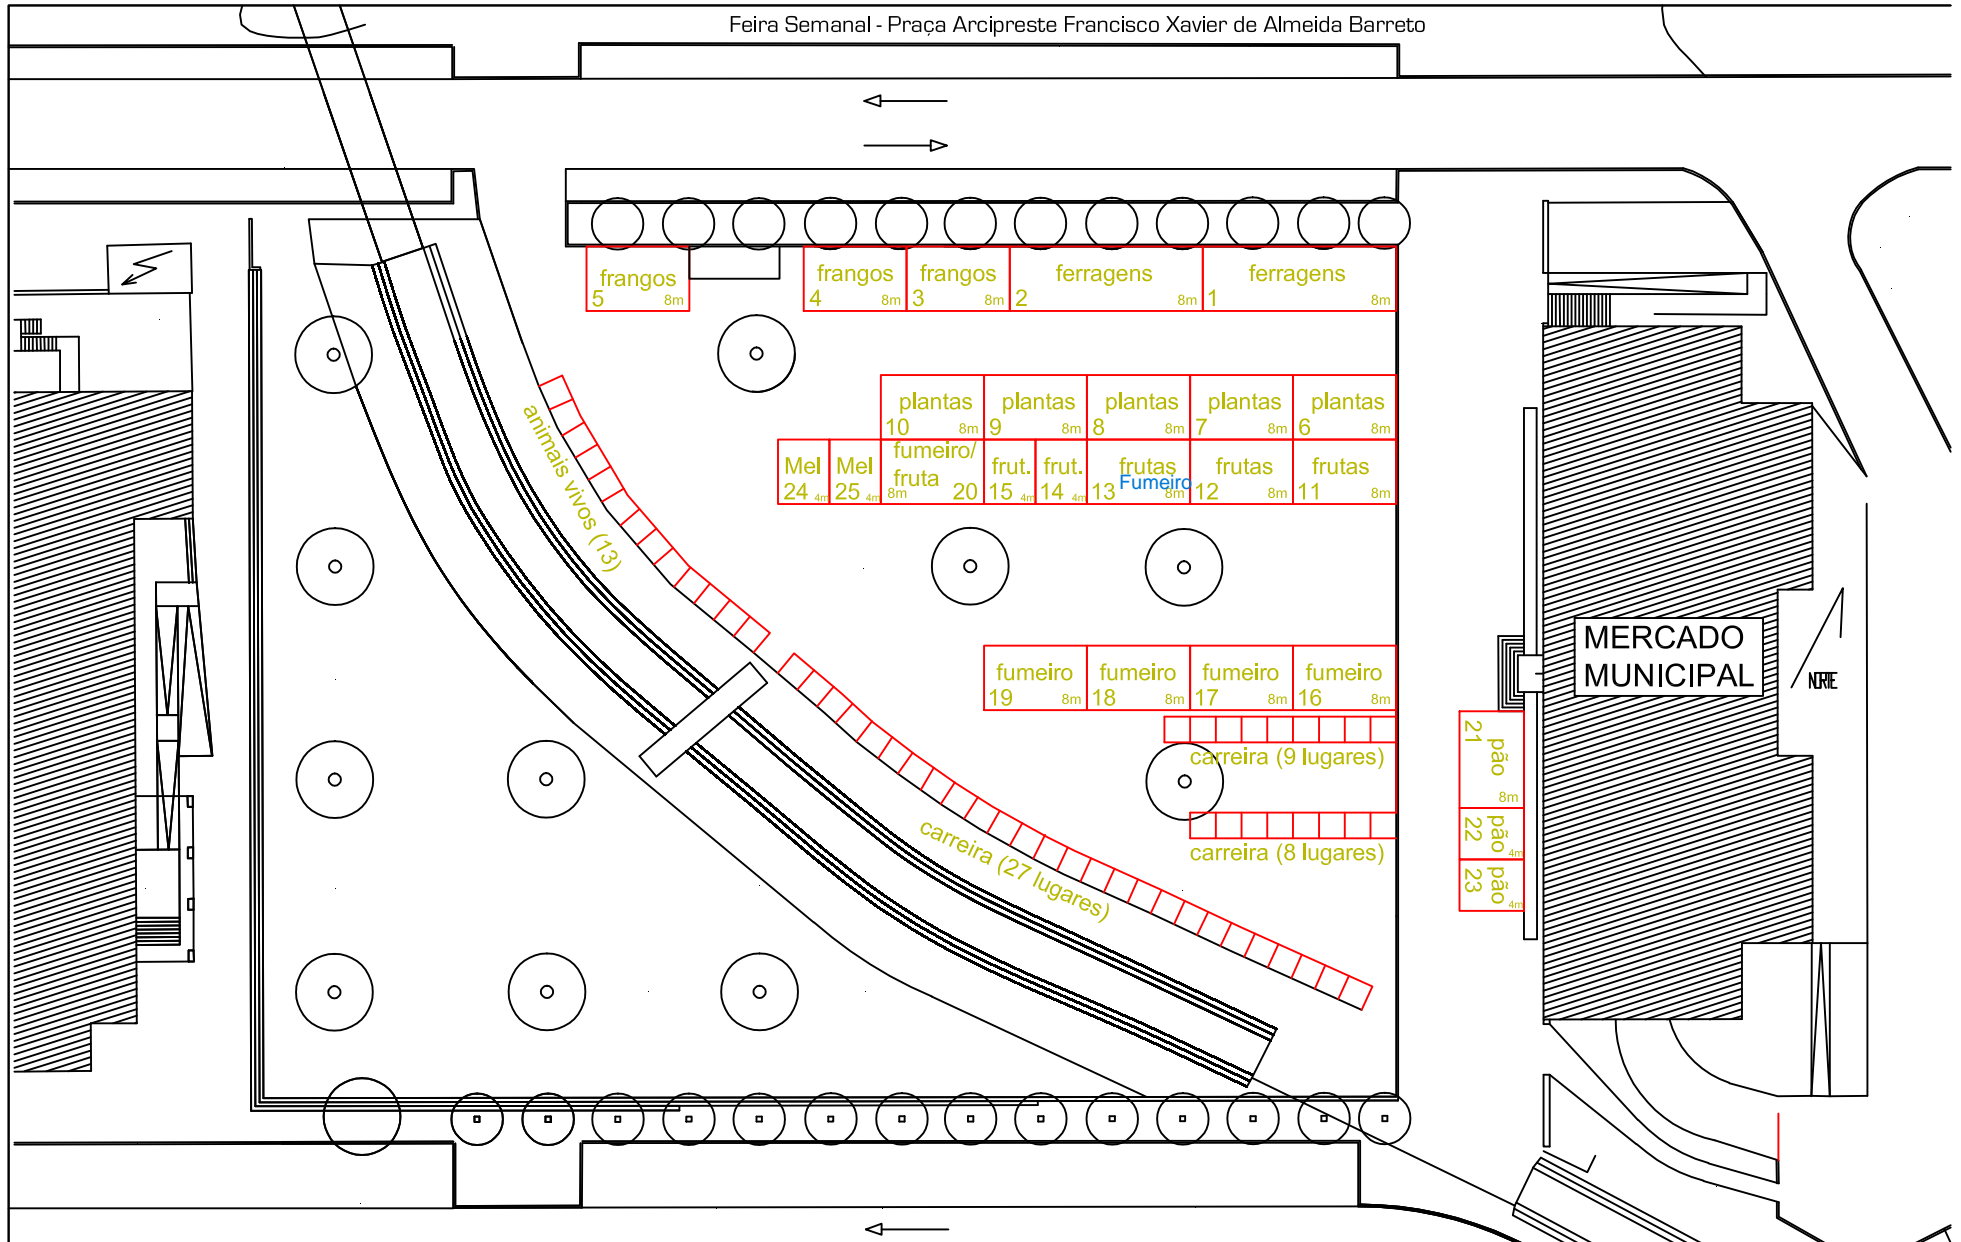 Feira Semanal - Praça Arcipreste Francisco Xavier de Almeida Barreto
frangos
5 8m
frangos
4 8m
frangos
3 8m
ferragens
2 8m
ferragens
1 8m
plantas
10 8m
plantas
9 8m
plantas
8 8m
plantas
7 8m
plantas
6 8m
Mel
24 4m
Mel
25 4m
fumeiro/
fruta
8m 20
frut.
15 4m
frut.
14 4m
frutas
Fumeiro
13 8m
frutas
12 8m
frutas
11 8m
animais vivos (13)
fumeiro
19 8m
fumeiro
18 8m
fumeiro
17 8m
fumeiro
16 8m
carreira (9 lugares)
carreira (8 lugares)
carreira (27 lugares)
21 pão
8m
22 pão
4m
23 pão
4m
MERCADO
MUNICIPAL
NORTE